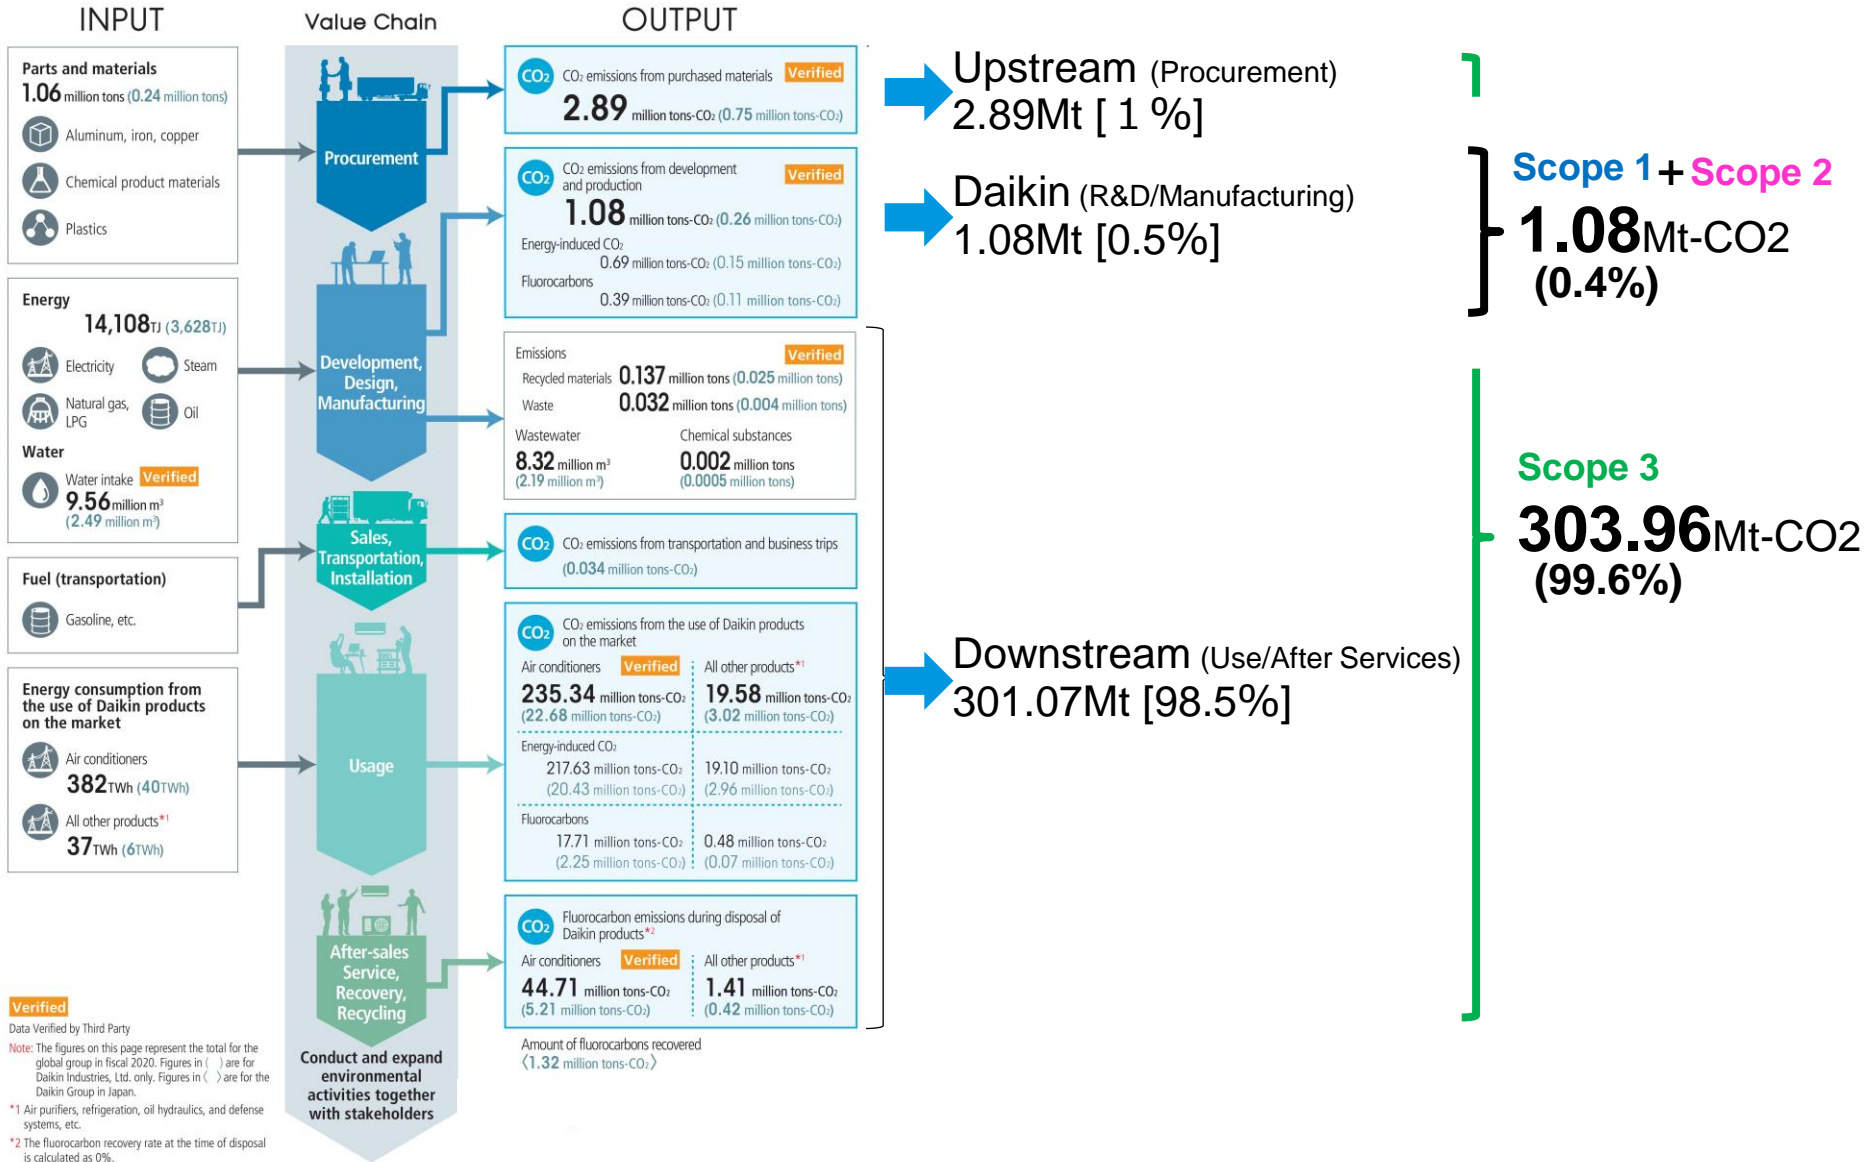 INPUT
Value Chain
OUTPUT
Parts and materials
1.06 million tons (0.24 million tons)
Aluminum, iron, copper
Chemical product materials
Plastics
Energy
14,108TJ (3,628TJ)
Electricity
Steam
Natural gas,
LPG
Oil
Water
Water intake Verified
9.56 million m³
(2.49 million m³)
Fuel (transportation)
Gasoline, etc.
Energy consumption from
the use of Daikin products
on the market
Air conditioners
382TWh (40TWh)
All other products*1
37TWh (6TWh)
Verified
Data Verified by Third Party
Note: The figures on this page represent the total for the
global group in fiscal 2020. Figures in ( ) are for
Daikin Industries, Ltd. only. Figures in〈 〉are for the
Daikin Group in Japan.
*1 Air purifiers, refrigeration, oil hydraulics, and defense
systems, etc.
*2 The fluorocarbon recovery rate at the time of disposal
is calculated as 0%.
Procurement
Development,
Design,
Manufacturing
Sales,
Transportation,
Installation
Usage
After-sales
Service,
Recovery,
Recycling
Conduct and expand
environmental
activities together
with stakeholders
CO2 CO2 emissions from purchased materials Verified
2.89 million tons-CO2 (0.75 million tons-CO2)
CO2 CO2 emissions from development
and production Verified
1.08 million tons-CO2 (0.26 million tons-CO2)
Energy-induced CO2
0.69 million tons-CO2 (0.15 million tons-CO2)
Fluorocarbons
0.39 million tons-CO2 (0.11 million tons-CO2)
Emissions Verified
Recycled materials 0.137 million tons (0.025 million tons)
Waste 0.032 million tons (0.004 million tons)
Wastewater
8.32 million m³
(2.19 million m³)
Chemical substances
0.002 million tons
(0.0005 million tons)
CO2 CO2 emissions from transportation and business trips
(0.034 million tons-CO2)
CO2 CO2 emissions from the use of Daikin products
on the market
Air conditioners Verified
235.34 million tons-CO2
(22.68 million tons-CO2)
All other products*1
19.58 million tons-CO2
(3.02 million tons-CO2)
Energy-induced CO2
217.63 million tons-CO2
(20.43 million tons-CO2)
19.10 million tons-CO2
(2.96 million tons-CO2)
Fluorocarbons
17.71 million tons-CO2
(2.25 million tons-CO2)
0.48 million tons-CO2
(0.07 million tons-CO2)
CO2 Fluorocarbon emissions during disposal of
Daikin products*2
Air conditioners Verified
44.71 million tons-CO2
(5.21 million tons-CO2)
All other products*1
1.41 million tons-CO2
(0.42 million tons-CO2)
Amount of fluorocarbons recovered
〈1.32 million tons-CO2〉
Upstream (Procurement)
2.89Mt [ 1 %]
Daikin (R&D/Manufacturing)
1.08Mt [0.5%]
Downstream (Use/After Services)
301.07Mt [98.5%]
Scope 1+Scope 2
1.08Mt-CO2
(0.4%)
Scope 3
303.96Mt-CO2
(99.6%)